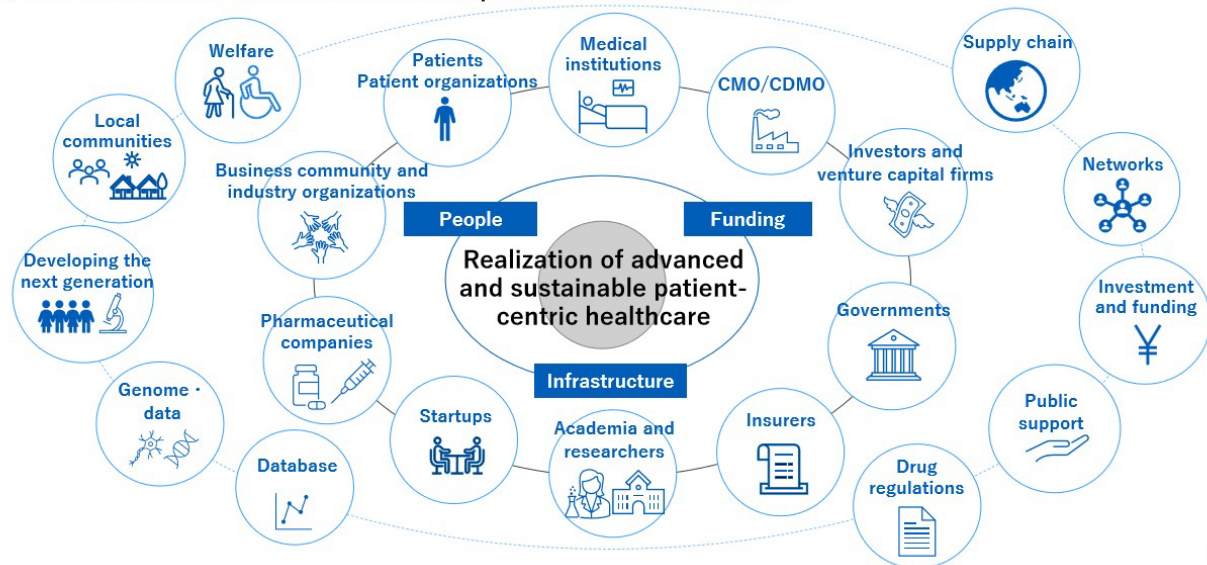 Welfare
Patients
Patient organizations
Medical
institutions
CMO/CDMO
Supply chain
Local
communities
Business community and
industry organizations
Investors and
venture capital firms
Networks
People
Funding
Realization of advanced
and sustainable patient-
centric healthcare
Infrastructure
Developing the
next generation
Pharmaceutical
companies
Governments
Investment
and funding
¥
Genome・
data
Startups
Academia and
researchers
Insurers
Public
support
Database
Drug
regulations